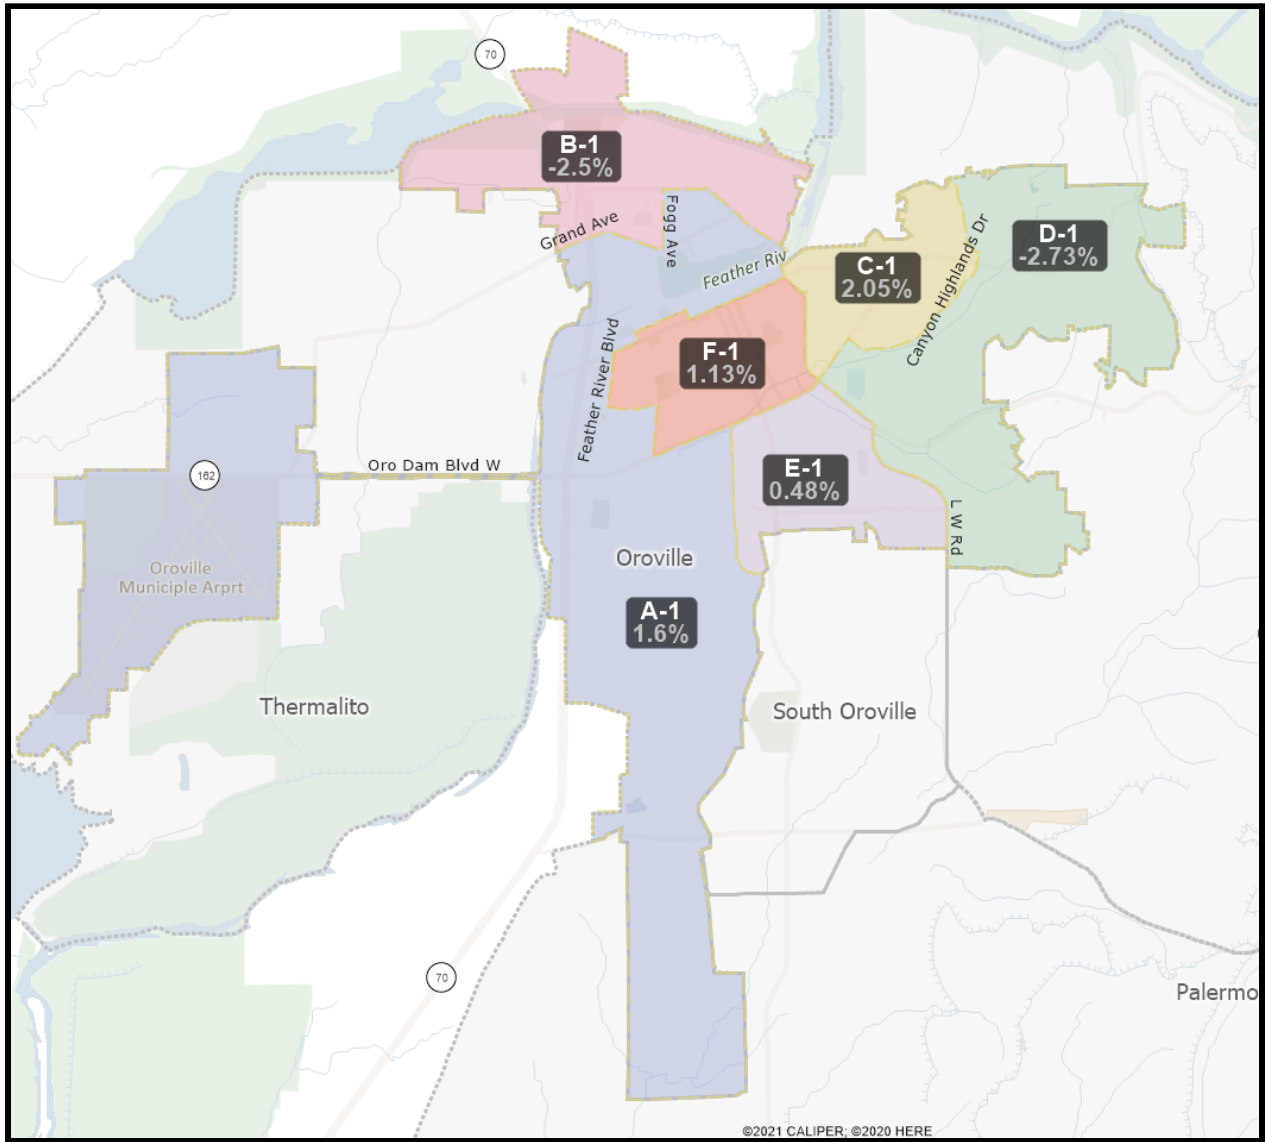 70
B-1
-2.5%
Fogg Ave
Grand Ave
Canyon Highlands Dr
D-1
-2.73%
Feather Riv
C-1
2.05%
Feather River Blvd
F-1
1.13%
Oro Dam Blvd W
162
E-1
0.48%
L W Rd
Oroville
Oroville
Municiple Arprt
A-1
1.6%
Thermalito
South Oroville
70
Palermo
©2021 CALIPER; ©2020 HERE